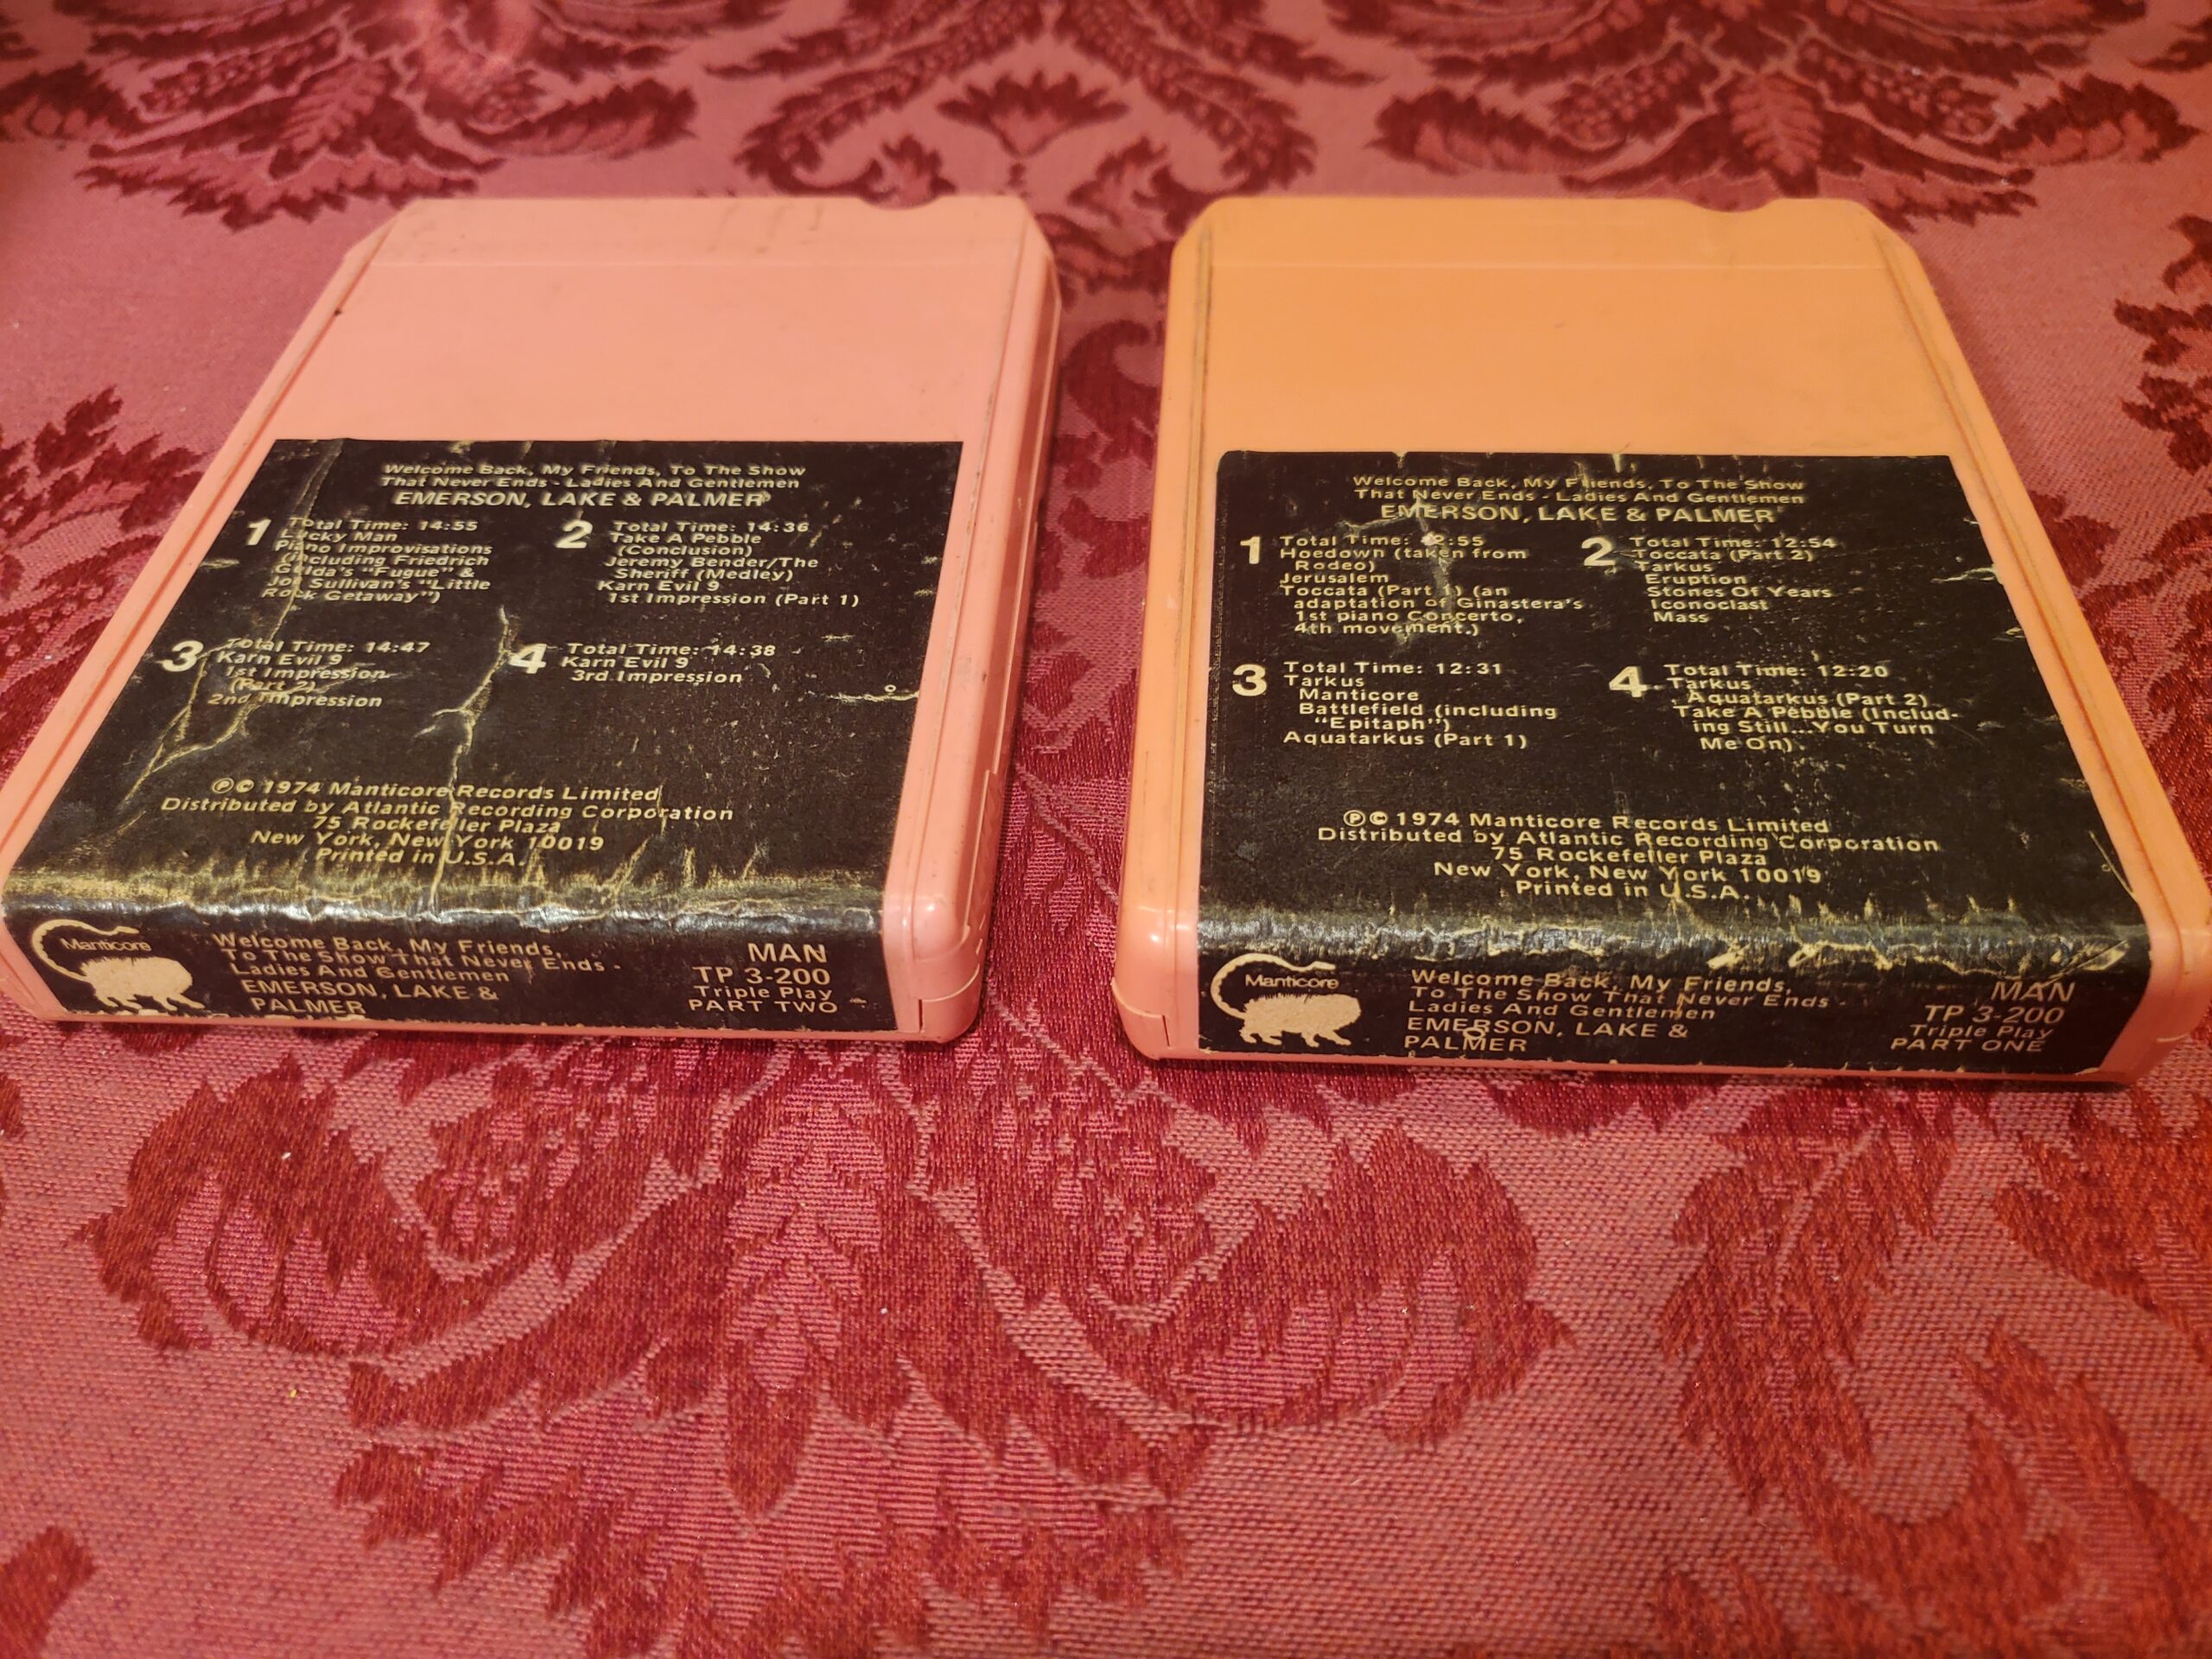 Welcome Back, My Friends, To The Show
That Never Ends - Ladies And Gentlemen
EMERSON, LAKE & PALMER
1
Total Time: 14:55
Lucky Man
Piano Improvisations
(including Friedrich
Gulda's "Fugue" &
Joe Sullivan's "Little
Rock Getaway")
2
Total Time: 14:36
Take A Pebble
(Conclusion)
Jeremy Bender/The
Sheriff (Medley)
Karn Evil 9
1st Impression (Part 1)
3
Total Time: 14:47
Karn Evil 9
1st Impression
(Part 2)
2nd Impression
4
Total Time: 14:38
Karn Evil 9
3rd Impression
℗© 1974 Manticore Records Limited
Distributed by Atlantic Recording Corporation
75 Rockefeller Plaza
New York, New York 10019
Printed in U.S.A.
Manticore
Welcome Back, My Friends,
To The Show That Never Ends -
Ladies And Gentlemen
EMERSON, LAKE &
PALMER
MAN
TP 3-200
Triple Play
PART TWO
Welcome Back, My Friends, To The Show
That Never Ends - Ladies And Gentlemen
EMERSON, LAKE & PALMER
1
Total Time: :55
Hoedown (taken from
Rodeo)
Jerusalem
Toccata (Part 1) (an
adaptation of Ginastera's
1st piano Concerto,
4th movement.)
2
Total Time: 12:54
Toccata (Part 2)
Tarkus
Eruption
Stones Of Years
Iconoclast
Mass
3
Total Time: 12:31
Tarkus
Manticore
Battlefield (including
"Epitaph")
Aquatarkus (Part 1)
4
Total Time: 12:20
Tarkus
Aquatarkus (Part 2)
Take A Pebble (Includ-
ing Still...You Turn
Me On)
℗© 1974 Manticore Records Limited
Distributed by Atlantic Recording Corporation
75 Rockefeller Plaza
New York, New York 10019
Printed in U.S.A.
Manticore
Welcome Back, My Friends,
To The Show That Never Ends -
Ladies And Gentlemen
EMERSON, LAKE &
PALMER
MAN
TP 3-200
Triple Play
PART ONE